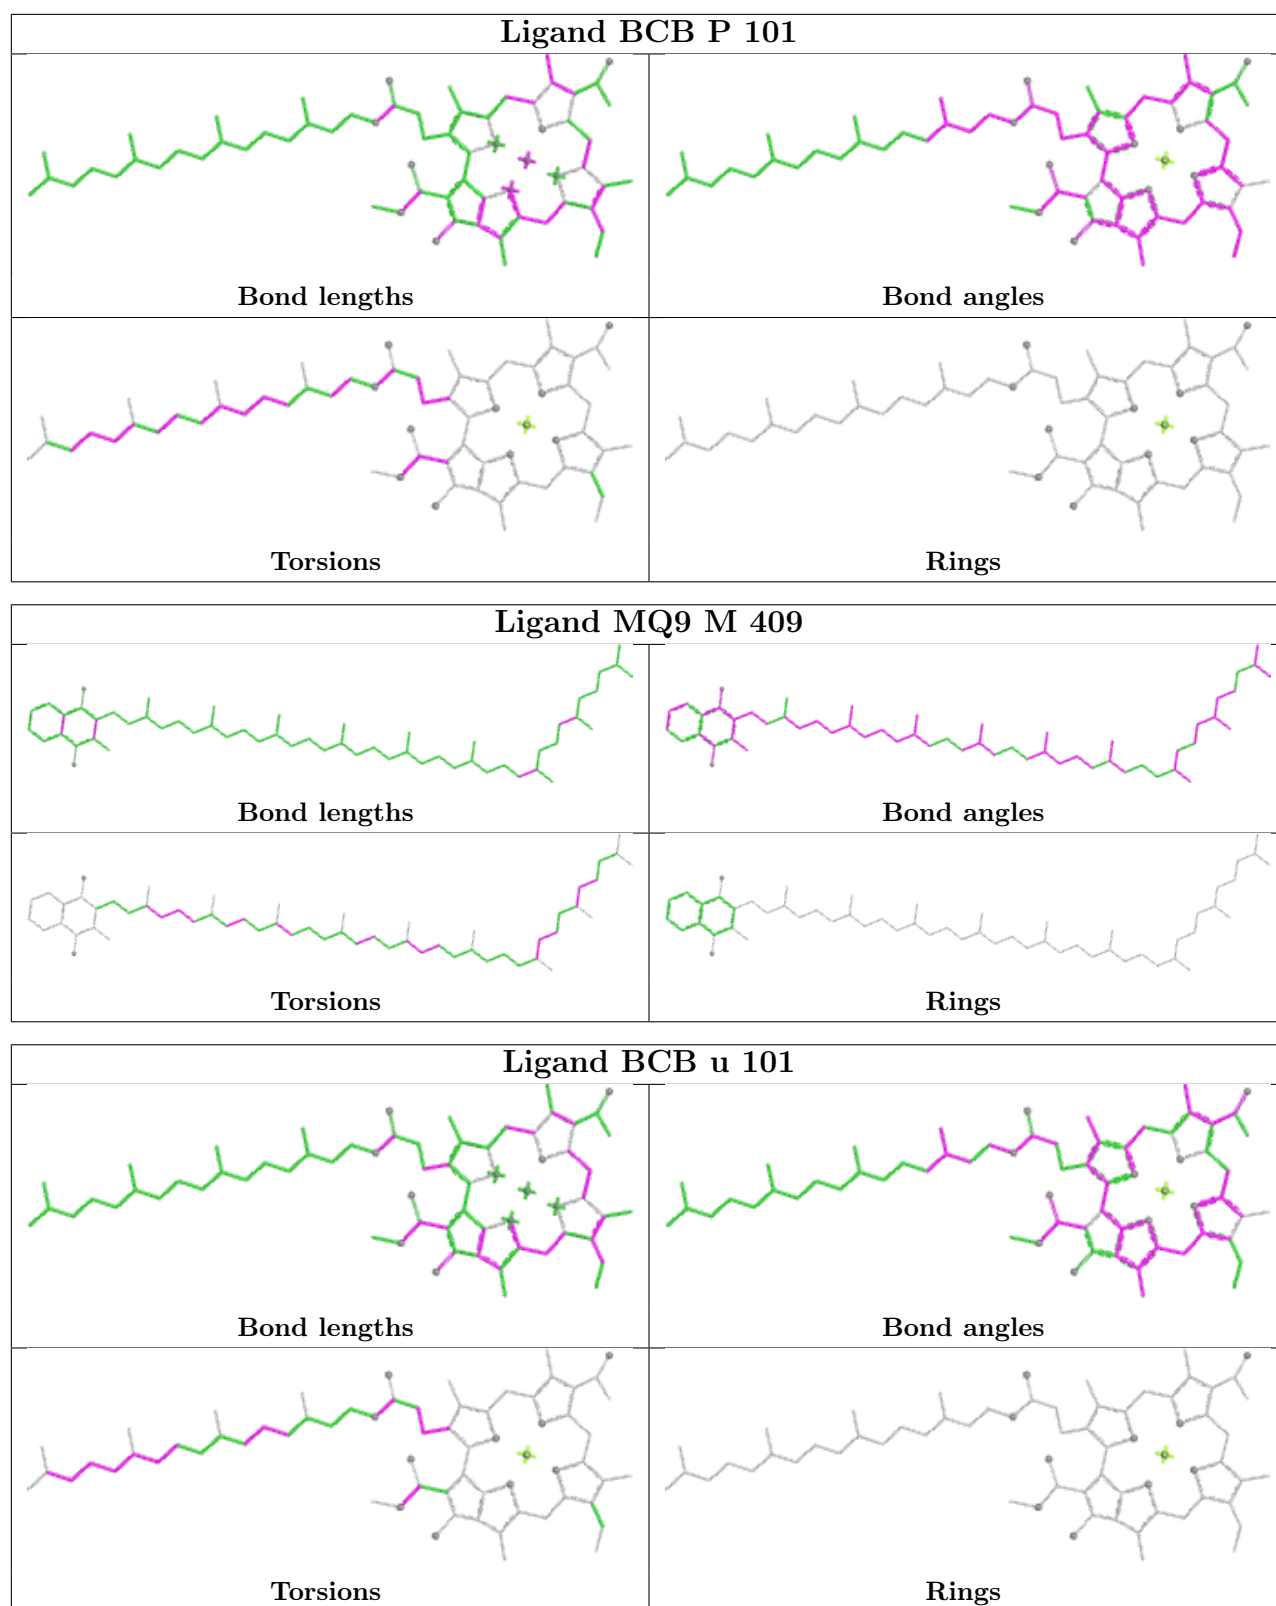 Ligand BCB P 101
Bond lengths
Bond angles
Torsions
Rings
Ligand MQ9 M 409
Bond lengths
Bond angles
Torsions
Rings
Ligand BCB u 101
Bond lengths
Bond angles
Torsions
Rings